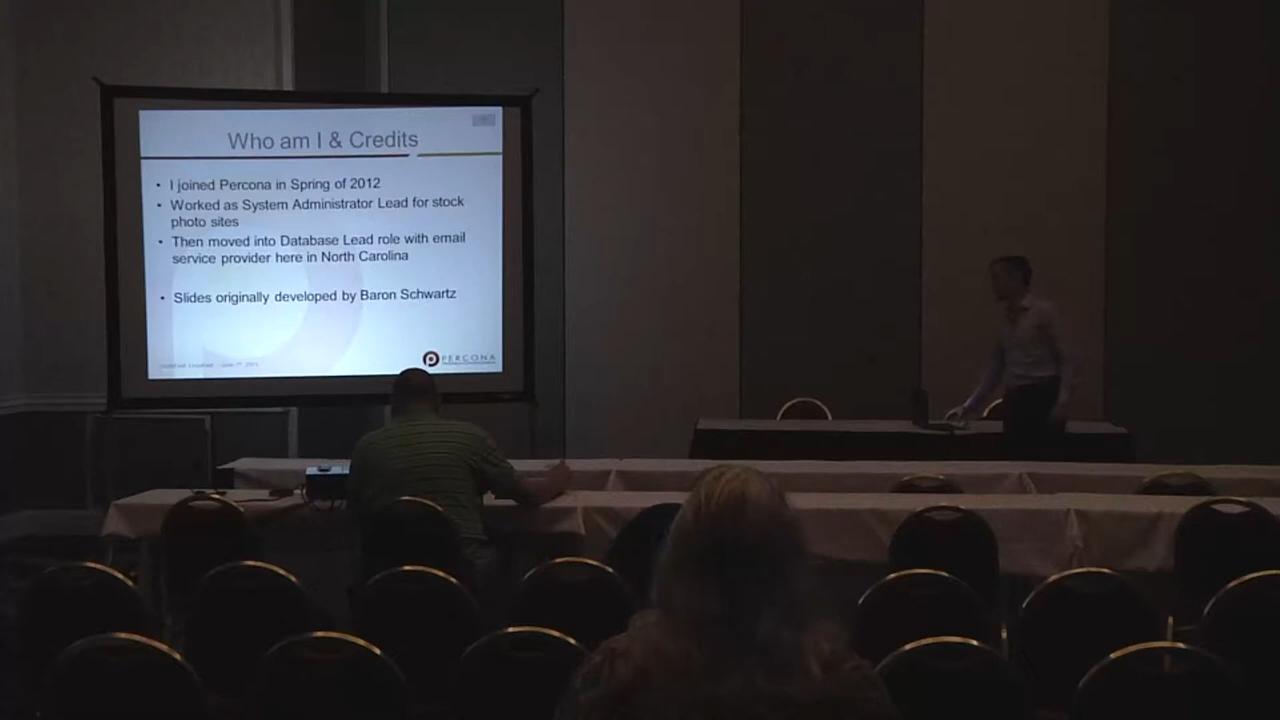 Who am I & Credits
• I joined Percona in Spring of 2012
• Worked as System Administrator Lead for stock
photo sites
• Then moved into Database Lead role with email
service provider here in North Carolina
• Slides originally developed by Baron Schwartz
PERCONA